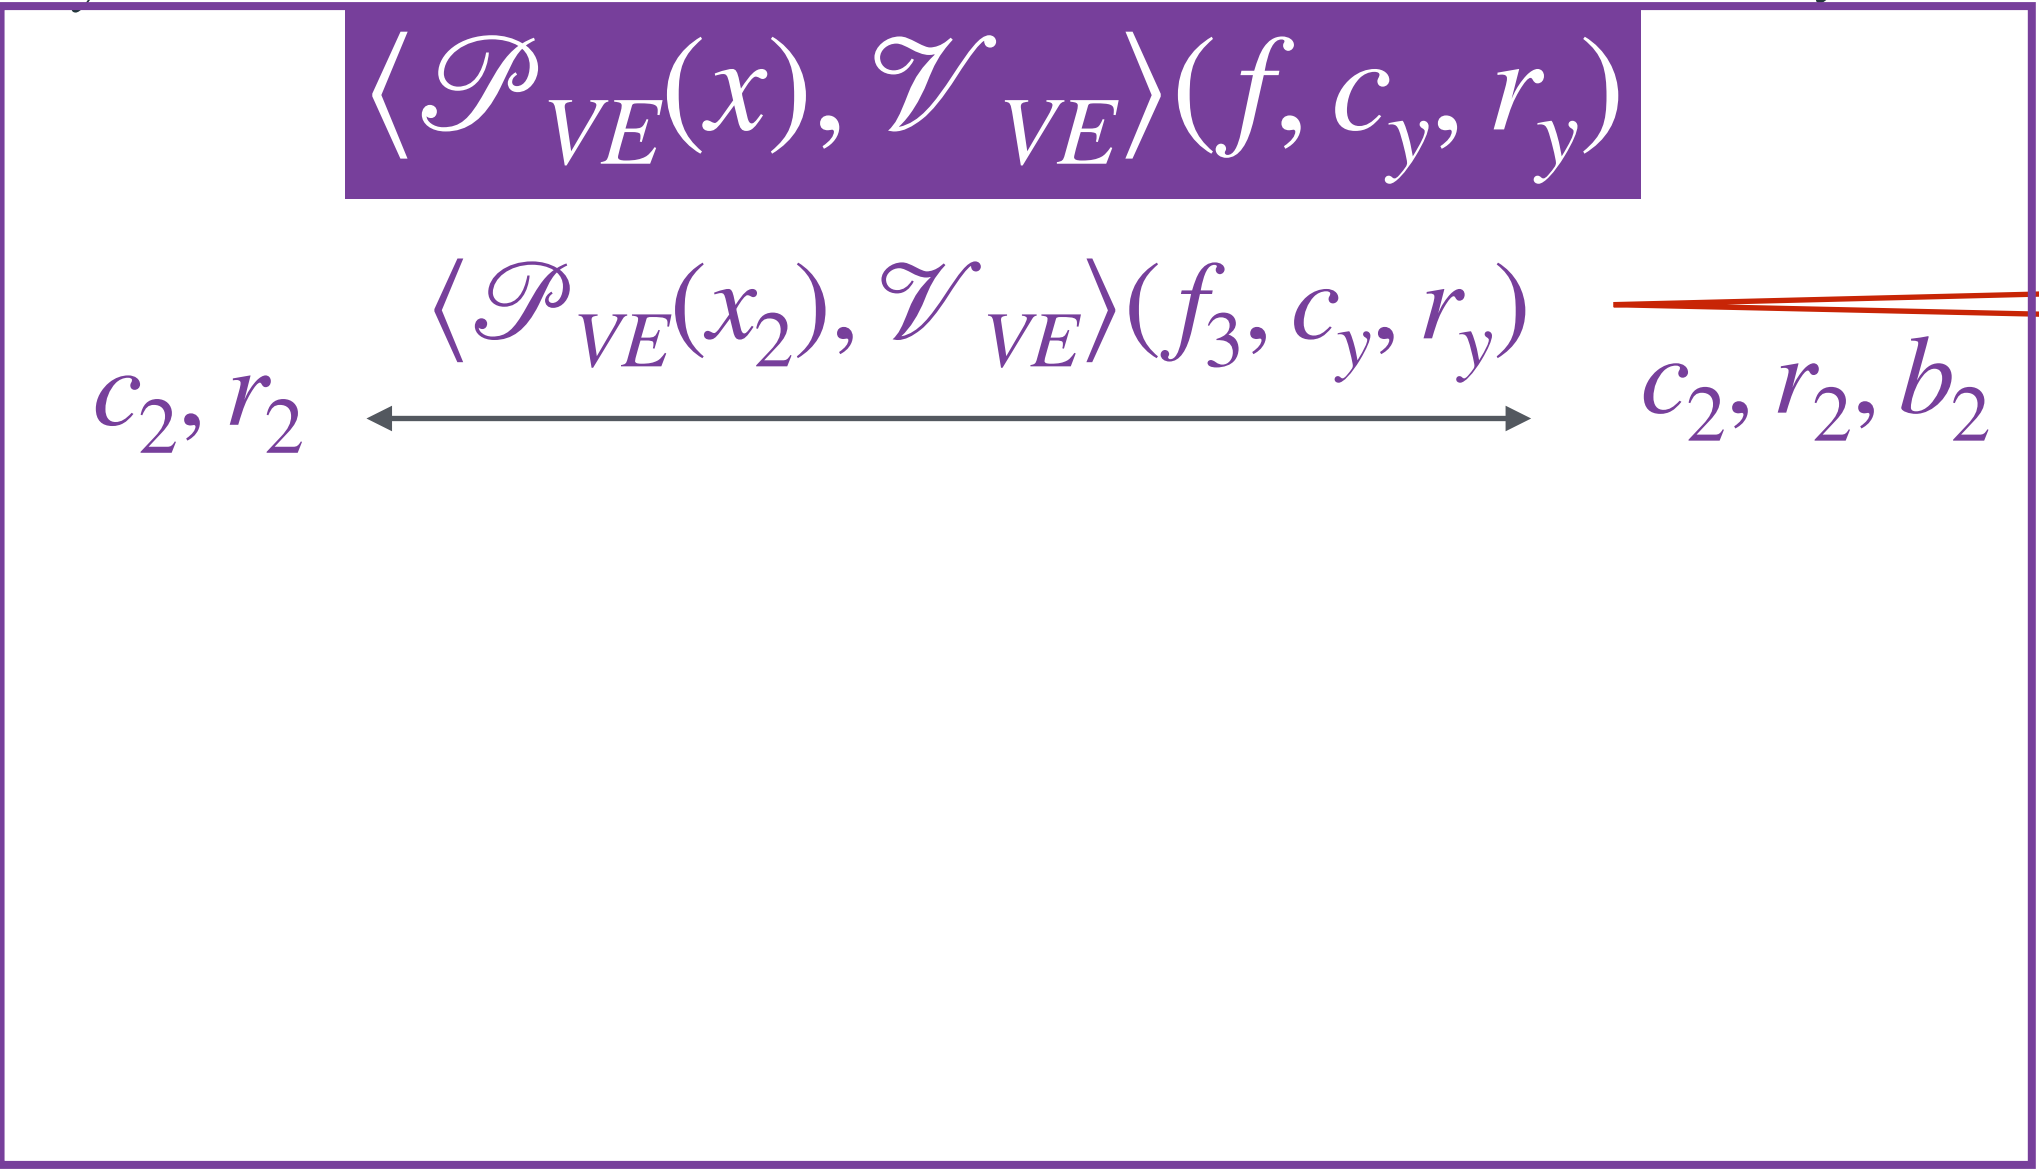 ⟨𝒫_VE(x), 𝒱_VE⟩(f, c_y, r_y)
⟨𝒫_VE(x_2), 𝒱_VE⟩(f_3, c_y, r_y)
c_2, r_2
c_2, r_2, b_2